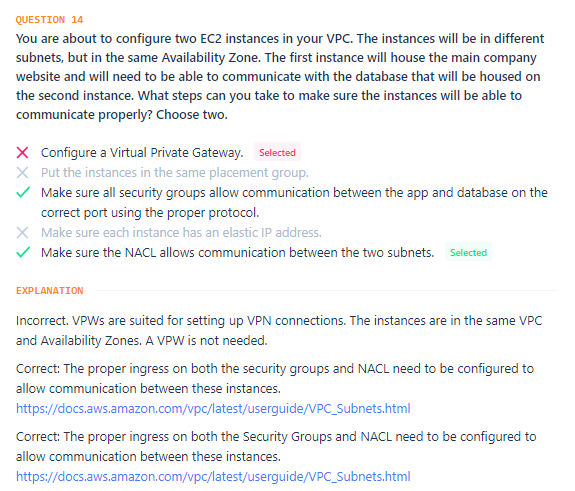 QUESTION 14
You are about to configure two EC2 instances in your VPC. The instances will be in different
subnets, but in the same Availability Zone. The first instance will house the main company
website and will need to be able to communicate with the database that will be housed on
the second instance. What steps can you take to make sure the instances will be able to
communicate properly? Choose two.
Configure a Virtual Private Gateway. Selected
Put the instances in the same placement group.
Make sure all security groups allow communication between the app and database on the
correct port using the proper protocol.
Make sure each instance has an elastic IP address.
Make sure the NACL allows communication between the two subnets. Selected
EXPLANATION
Incorrect. VPWs are suited for setting up VPN connections. The instances are in the same VPC
and Availability Zones. A VPW is not needed.
Correct: The proper ingress on both the security groups and NACL need to be configured to
allow communication between these instances.
https://docs.aws.amazon.com/vpc/latest/userguide/VPC_Subnets.html
Correct: The proper ingress on both the Security Groups and NACL need to be configured to
allow communication between these instances.
https://docs.aws.amazon.com/vpc/latest/userguide/VPC_Subnets.html